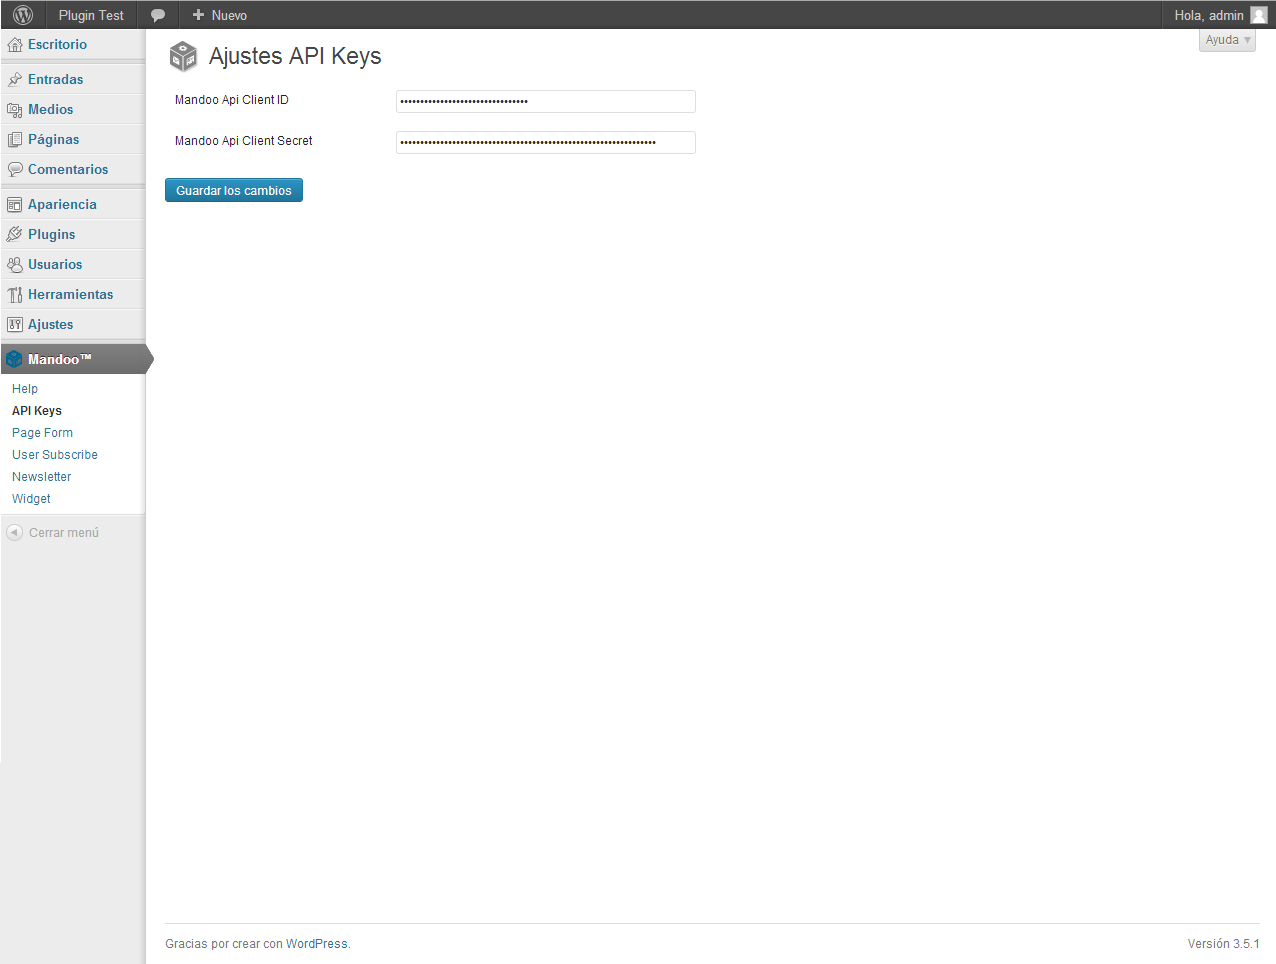 Plugin Test
Nuevo
Hola, admin
Ayuda
Escritorio
Entradas
Medios
Páginas
Comentarios
Apariencia
Plugins
Usuarios
Herramientas
Ajustes
Mandoo™
Help
API Keys
Page Form
User Subscribe
Newsletter
Widget
Cerrar menú
Ajustes API Keys
Mandoo Api Client ID
Mandoo Api Client Secret
Guardar los cambios
Gracias por crear con WordPress.
Versión 3.5.1